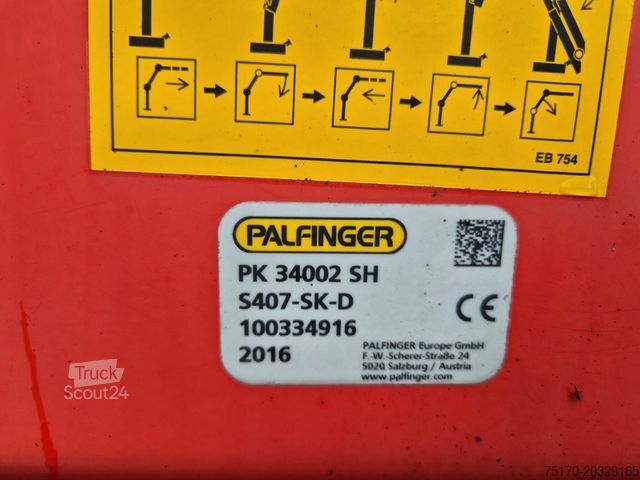 EB 754
PALFINGER
PK 34002 SH
S407-SK-D
100334916
2016
CE
PALFINGER Europe GmbH
F.-W.-Scherer-Straße 24
5020 Salzburg / Austria
www.palfinger.com
Truck
Scout24
75170-20329165